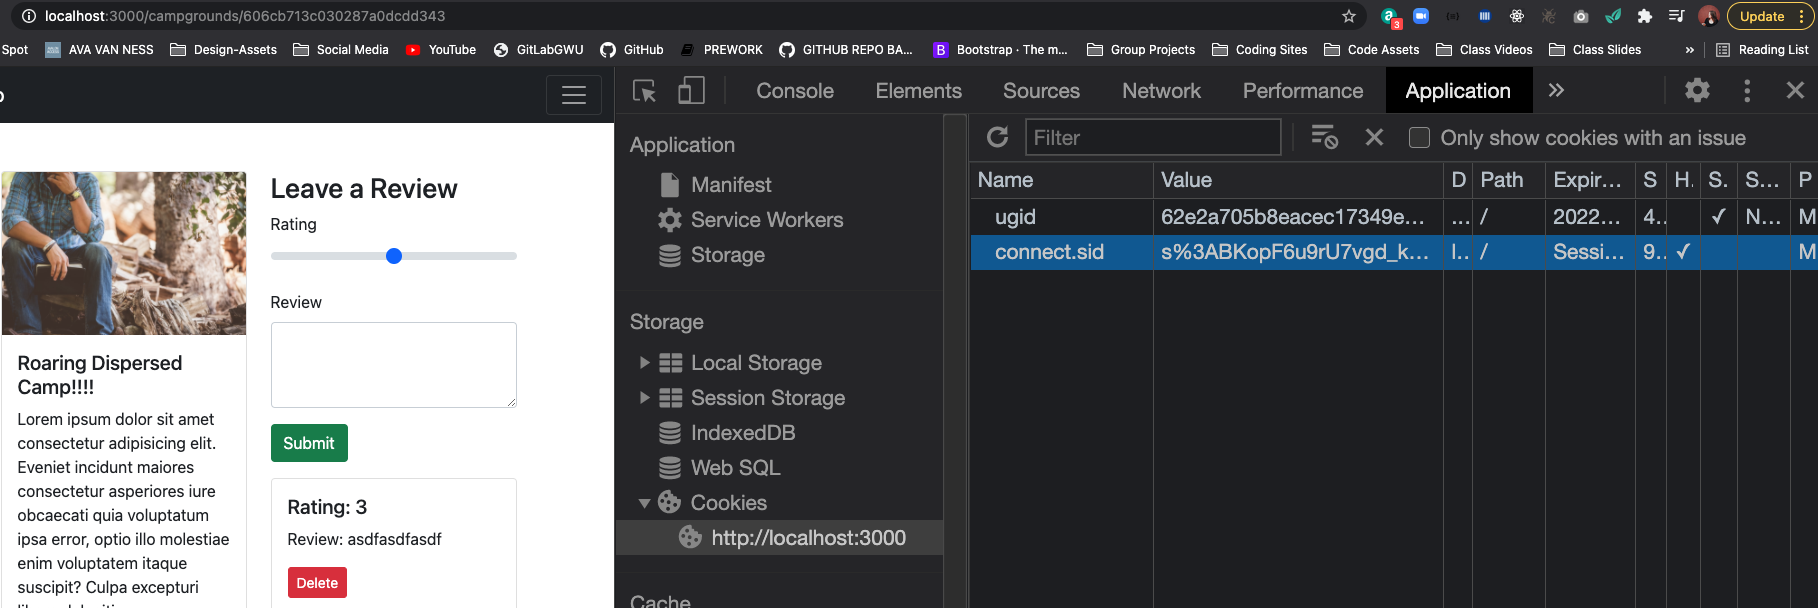 localhost:3000/campgrounds/606cb713c030287a0dcdd343
3
Update
Spot AVA VAN NESS Design-Assets Social Media YouTube GitLabGWU GitHub PREWORK GITHUB REPO BA... B Bootstrap · The m... Group Projects Coding Sites Code Assets Class Videos Class Slides » Reading List
Console Elements Sources Network Performance Application »
Application
Manifest
Service Workers
Storage
Storage
Local Storage
Session Storage
IndexedDB
Web SQL
Cookies
http://localhost:3000
Cache
Filter
Only show cookies with an issue
Name Value D Path Expir... S H. S. S... P
ugid 62e2a705b8eacec17349e... ... / 2022... 4.. ✓ N... M
connect.sid s%3ABKopF6u9rU7vgd_k... l.. / Sessi... 9.. ✓ M
Roaring Dispersed
Camp!!!!
Lorem ipsum dolor sit amet
consectetur adipisicing elit.
Eveniet incidunt maiores
consectetur asperiores iure
obcaecati quia voluptatum
ipsa error, optio illo molestiae
enim voluptatem itaque
suscipit? Culpa excepturi
Leave a Review
Rating
Review
Submit
Rating: 3
Review: asdfasdfasdf
Delete